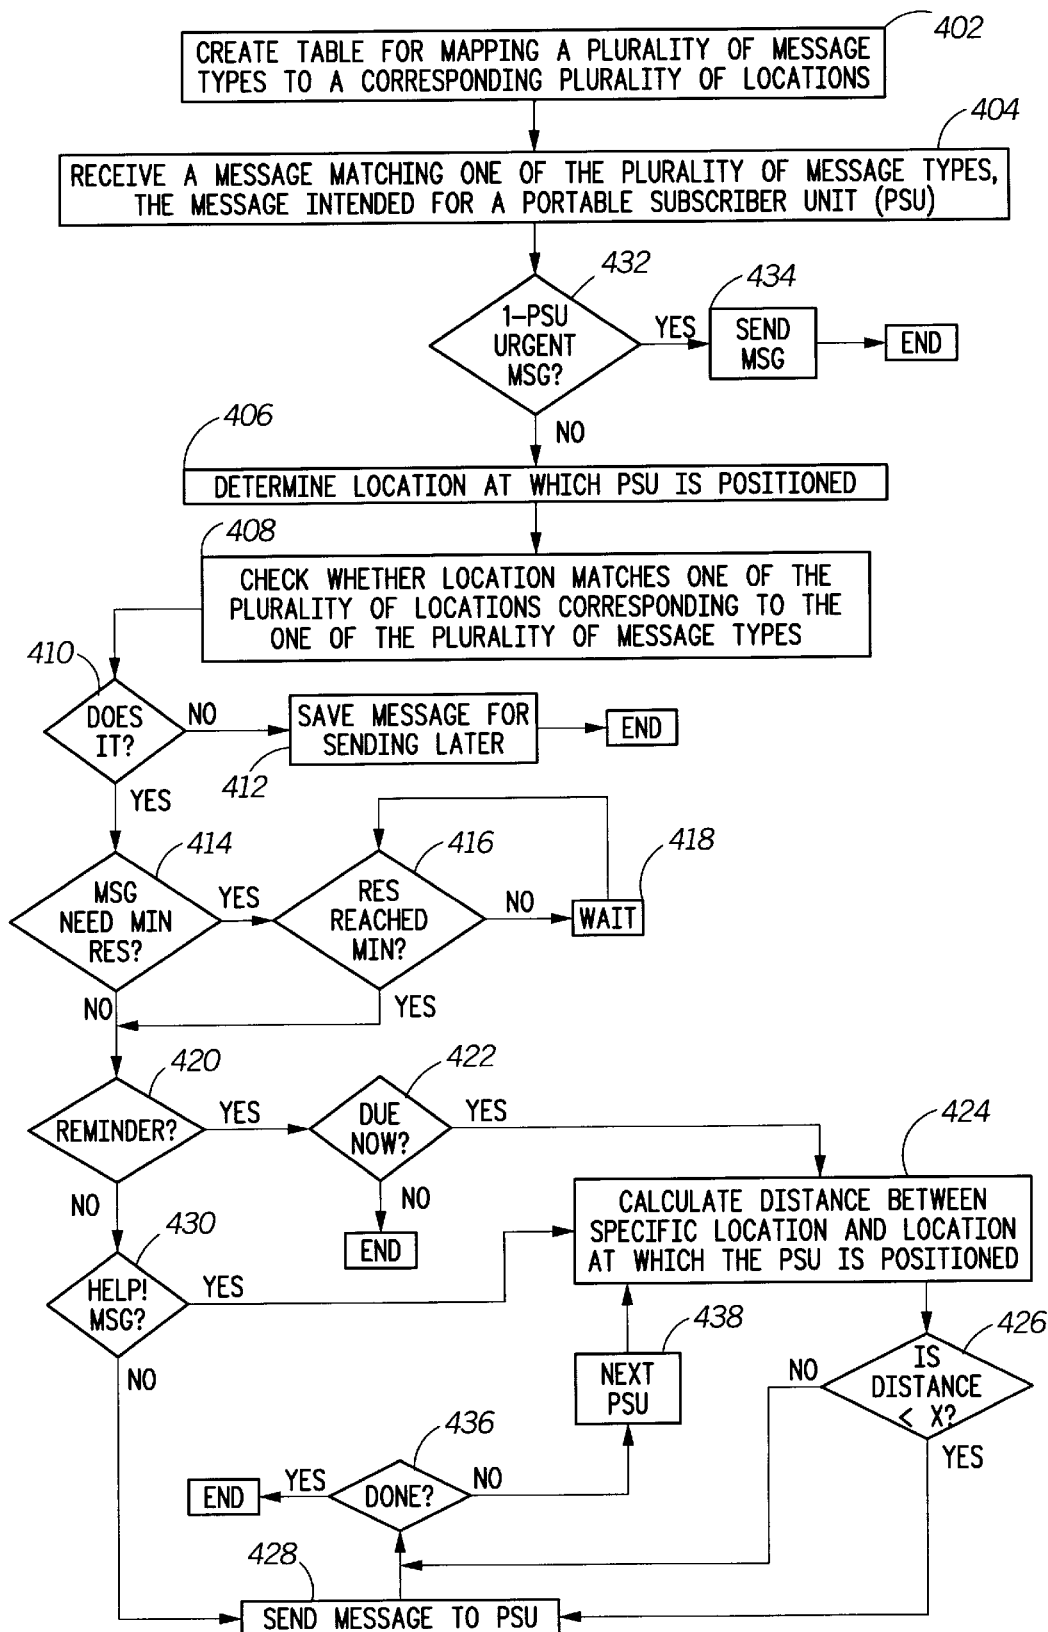 402
CREATE TABLE FOR MAPPING A PLURALITY OF MESSAGE
TYPES TO A CORRESPONDING PLURALITY OF LOCATIONS
404
RECEIVE A MESSAGE MATCHING ONE OF THE PLURALITY OF MESSAGE TYPES,
THE MESSAGE INTENDED FOR A PORTABLE SUBSCRIBER UNIT (PSU)
432
1-PSU
URGENT
MSG?
YES
434
SEND
MSG
END
NO
406
DETERMINE LOCATION AT WHICH PSU IS POSITIONED
408
CHECK WHETHER LOCATION MATCHES ONE OF THE
PLURALITY OF LOCATIONS CORRESPONDING TO THE
ONE OF THE PLURALITY OF MESSAGE TYPES
410
DOES
IT?
NO
SAVE MESSAGE FOR
SENDING LATER
412
END
YES
414
MSG
NEED MIN
RES?
YES
416
RES
REACHED
MIN?
NO
418
WAIT
NO
YES
420
REMINDER?
YES
422
DUE
NOW?
YES
NO
END
424
CALCULATE DISTANCE BETWEEN
SPECIFIC LOCATION AND LOCATION
AT WHICH THE PSU IS POSITIONED
NO
430
HELP!
MSG?
YES
NO
438
NEXT
PSU
426
IS
DISTANCE
< X?
NO
YES
436
DONE?
YES
END
NO
428
SEND MESSAGE TO PSU